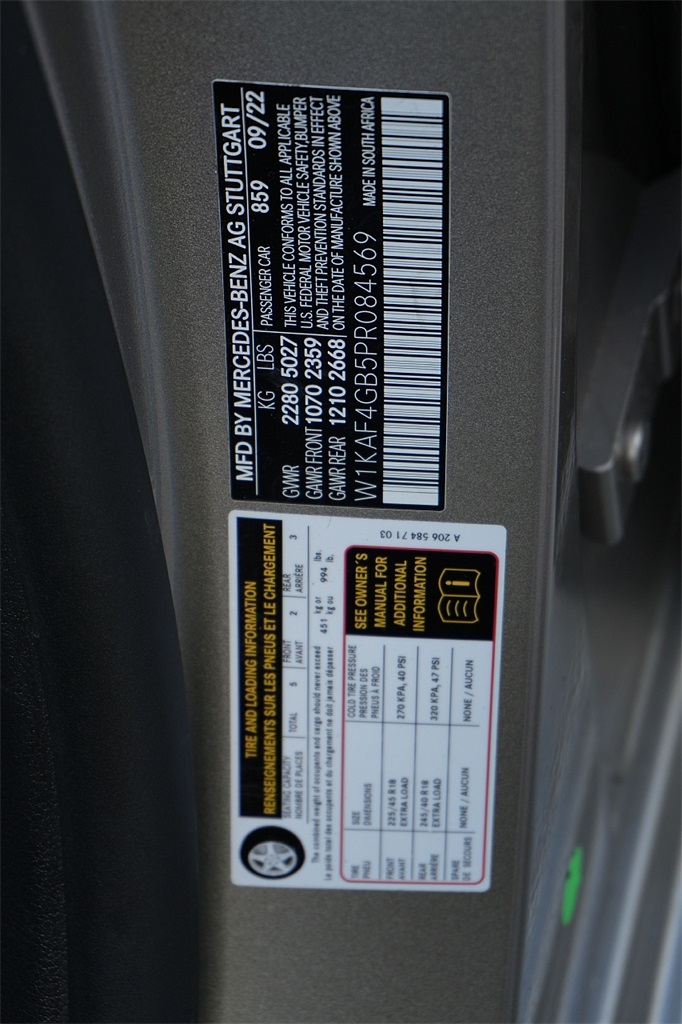 MFD BY MERCEDES-BENZ AG STUTTGART
KG LBS PASSENGER CAR 859 09/22
GVWR 2280 5027 THIS VEHICLE CONFORMS TO ALL APPLICABLE
GAWR FRONT 1070 2359 U.S. FEDERAL MOTOR VEHICLE SAFETY, BUMPER
AND THEFT PREVENTION STANDARDS IN EFFECT
GAWR REAR 1210 2668 ON THE DATE OF MANUFACTURE SHOWN ABOVE
W1KAF4GB5PR084569 MADE IN SOUTH AFRICA
TIRE AND LOADING INFORMATION
RENSEIGNEMENTS SUR LES PNEUS ET LE CHARGEMENT
SEATING CAPACITY TOTAL 5 FRONT 2 REAR 3
NOMBRE DE PLACES AVANT ARRIÈRE
The combined weight of occupants and cargo should never exceed 451 kg or 994 lbs.
Le poids total des occupants et du chargement ne doit jamais dépasser kg ou lb.
TIRE SIZE COLD TIRE PRESSURE
PNEU DIMENSIONS PRESSION DES
PNEUS À FROID
FRONT 225/45 R18 270 KPA, 40 PSI
AVANT EXTRA LOAD
REAR 245/40 R18 320 KPA, 47 PSI
ARRIÈRE EXTRA LOAD
SPARE NONE / AUCUN NONE / AUCUN
DE SECOURS
SEE OWNER'S
MANUAL FOR
ADDITIONAL
INFORMATION
A 206 584 71 03